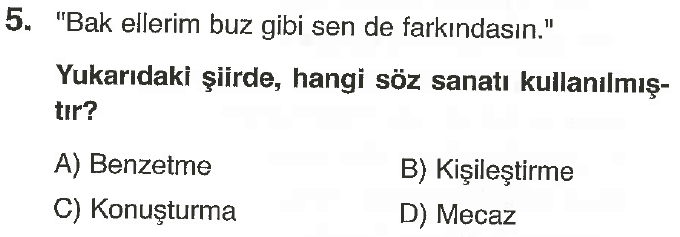 5. "Bak ellerim buz gibi sen de farkındasın."
Yukarıdaki şiirde, hangi söz sanatı kullanılmış-
tır?
A) Benzetme B) Kişileştirme
C) Konuşturma D) Mecaz